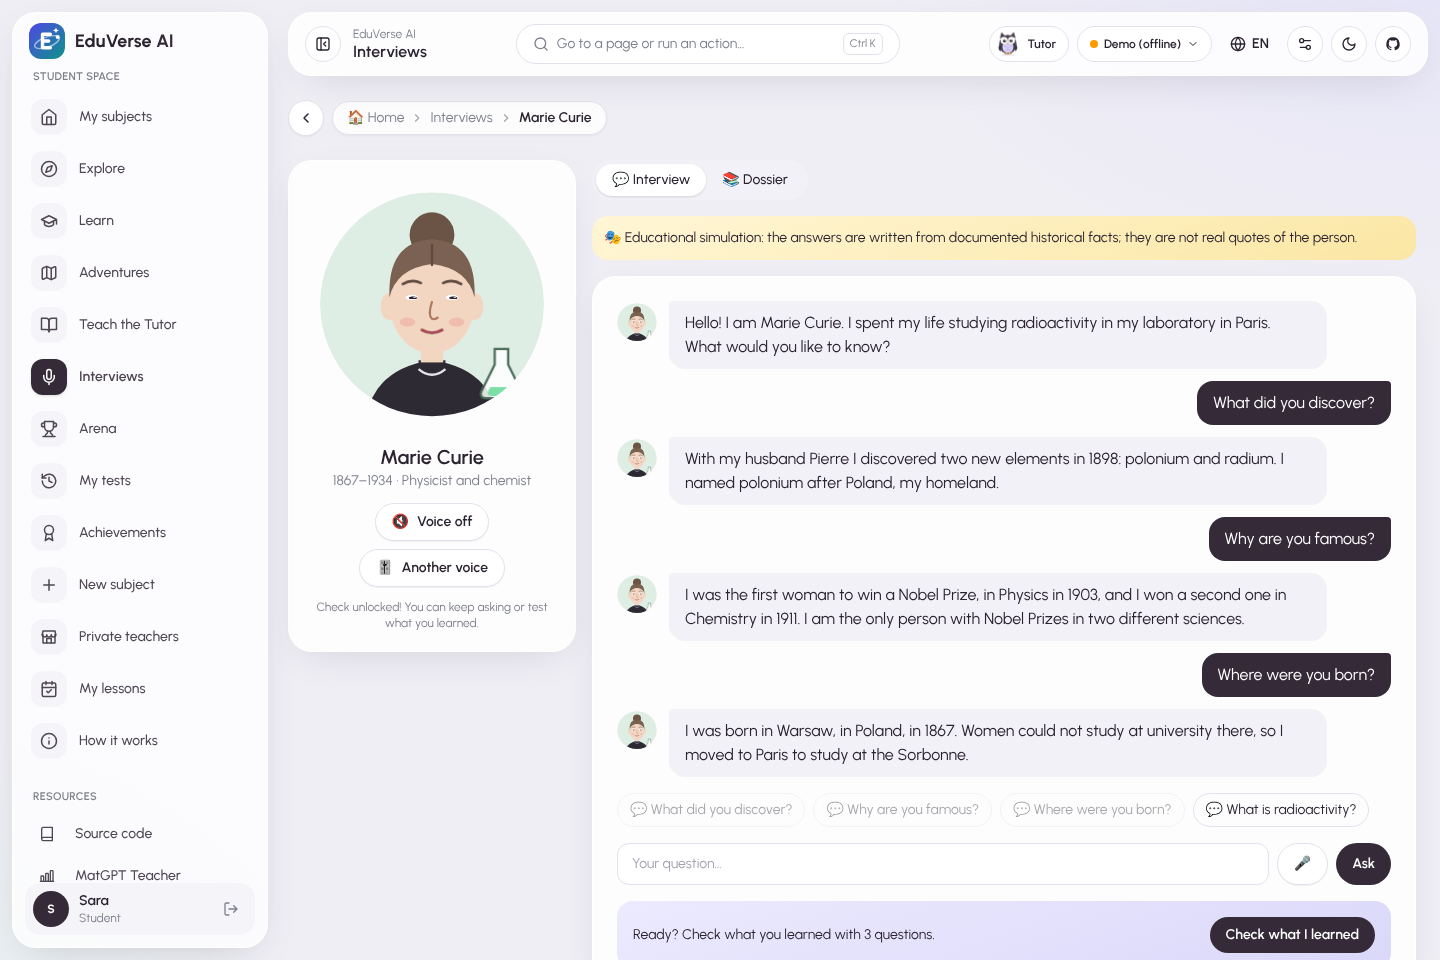 EduVerse AI
STUDENT SPACE
My subjects
Explore
Learn
Adventures
Teach the Tutor
Interviews
Arena
My tests
Achievements
New subject
Private teachers
My lessons
How it works
RESOURCES
Source code
MatGPT Teacher
S
Sara
Student
EduVerse AI
Interviews
Go to a page or run an action...
Ctrl K
Tutor
Demo (offline)
EN
Home
Interviews
Marie Curie
Marie Curie
1867–1934 · Physicist and chemist
Voice off
Another voice
Check unlocked! You can keep asking or test
what you learned.
Interview
Dossier
Educational simulation: the answers are written from documented historical facts; they are not real quotes of the person.
Hello! I am Marie Curie. I spent my life studying radioactivity in my laboratory in Paris.
What would you like to know?
What did you discover?
With my husband Pierre I discovered two new elements in 1898: polonium and radium. I
named polonium after Poland, my homeland.
Why are you famous?
I was the first woman to win a Nobel Prize, in Physics in 1903, and I won a second one in
Chemistry in 1911. I am the only person with Nobel Prizes in two different sciences.
Where were you born?
I was born in Warsaw, in Poland, in 1867. Women could not study at university there, so I
moved to Paris to study at the Sorbonne.
What did you discover?
Why are you famous?
Where were you born?
What is radioactivity?
Your question...
Ask
Ready? Check what you learned with 3 questions.
Check what I learned